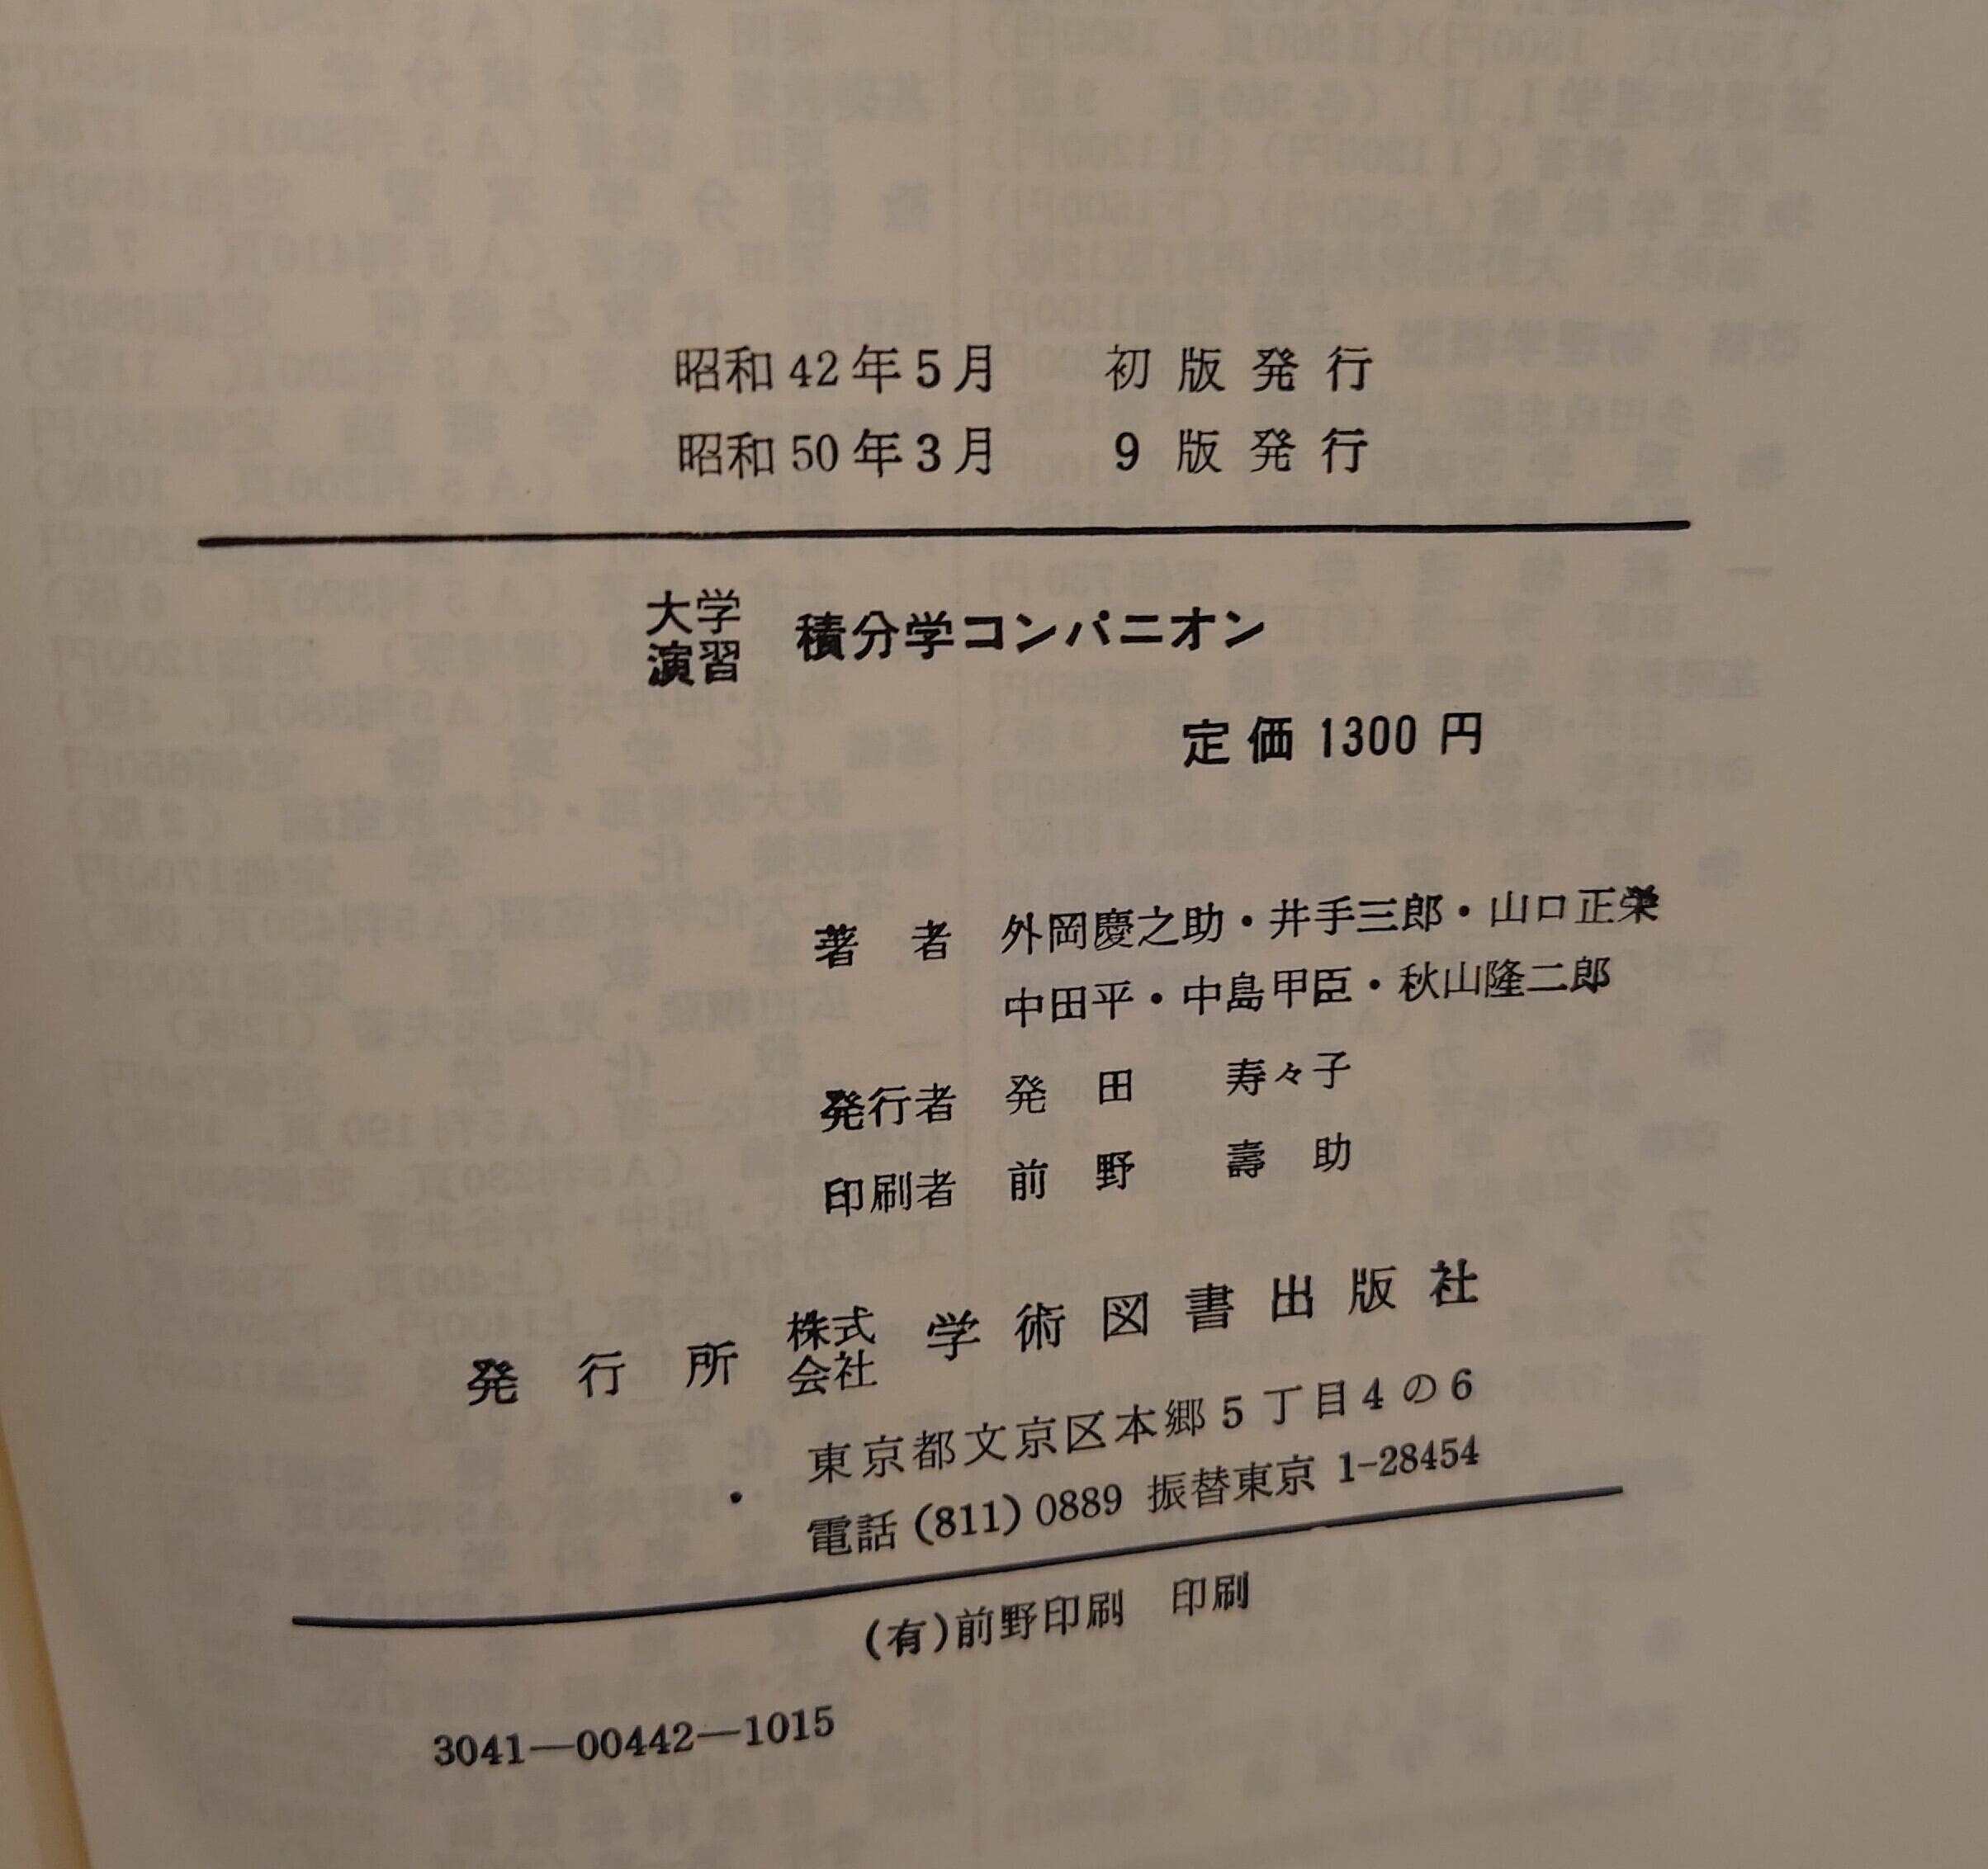 昭和42年5月　初版発行
昭和50年3月　9版発行
大学演習　積分学コンパニオン
定価1300円
著者　外岡慶之助・井手三郎・山口正栄
中田平・中島甲臣・秋山隆二郎
発行者　発田　寿々子
印刷者　前野　壽助
発行所　株式会社　学術図書出版社
東京都文京区本郷5丁目4の6
電話(811)0889 振替東京 1-28454
(有)前野印刷　印刷
3041—00442—1015